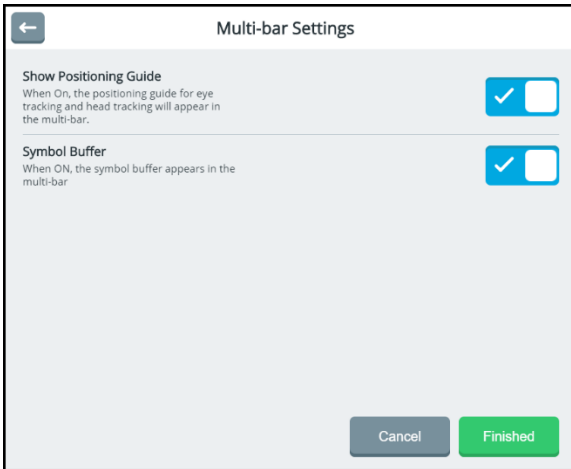 Multi-bar Settings
Show Positioning Guide
When On, the positioning guide for eye
tracking and head tracking will appear in
the multi-bar.
Symbol Buffer
When ON, the symbol buffer appears in the
multi-bar
Cancel
Finished